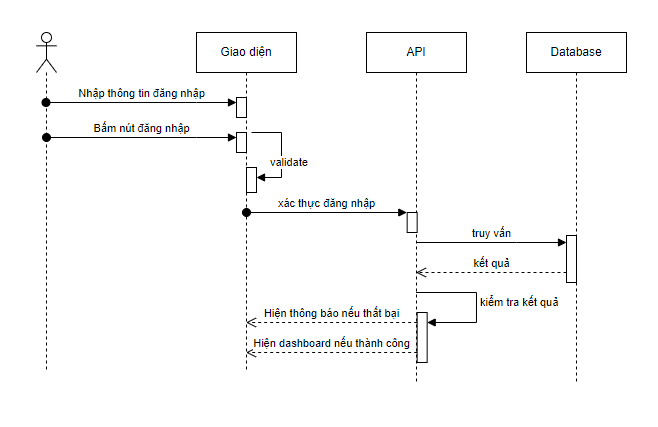 Giao diện
API
Database
Nhập thông tin đăng nhập
Bấm nút đăng nhập
validate
xác thực đăng nhập
truy vấn
kết quả
kiểm tra kết quả
Hiện thông báo nếu thất bại
Hiện dashboard nếu thành công